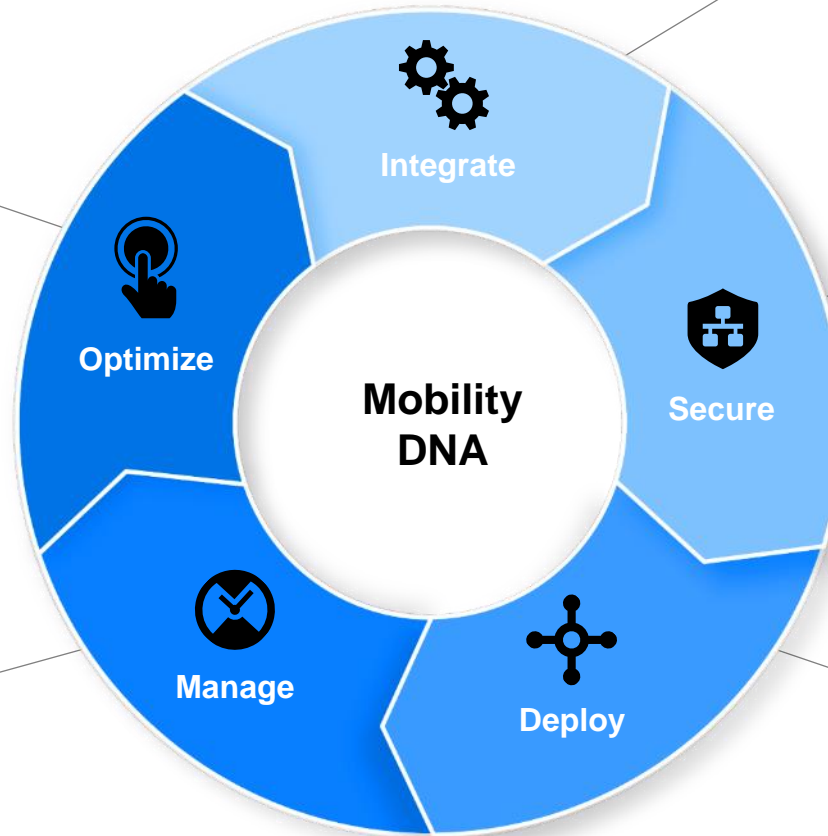 Integrate
Optimize
Secure
Mobility
DNA
Manage
Deploy